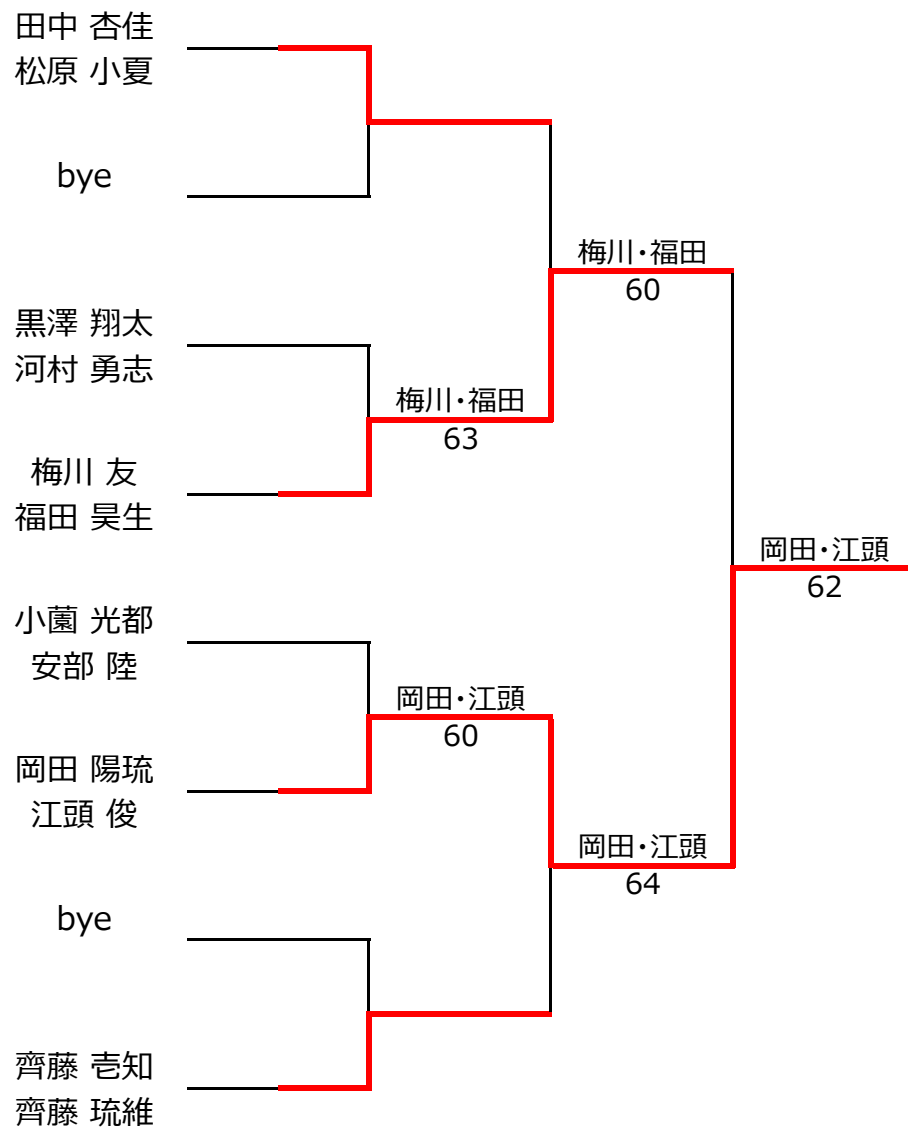 田中 杏佳
松原 小夏
bye
黒澤 翔太
河村 勇志
梅川 友
福田 昊生
小薗 光都
安部 陸
岡田 陽琉
江頭 俊
bye
齊藤 壱知
齊藤 琉維
梅川・福田
63
岡田・江頭
60
梅川・福田
60
岡田・江頭
64
岡田・江頭
62